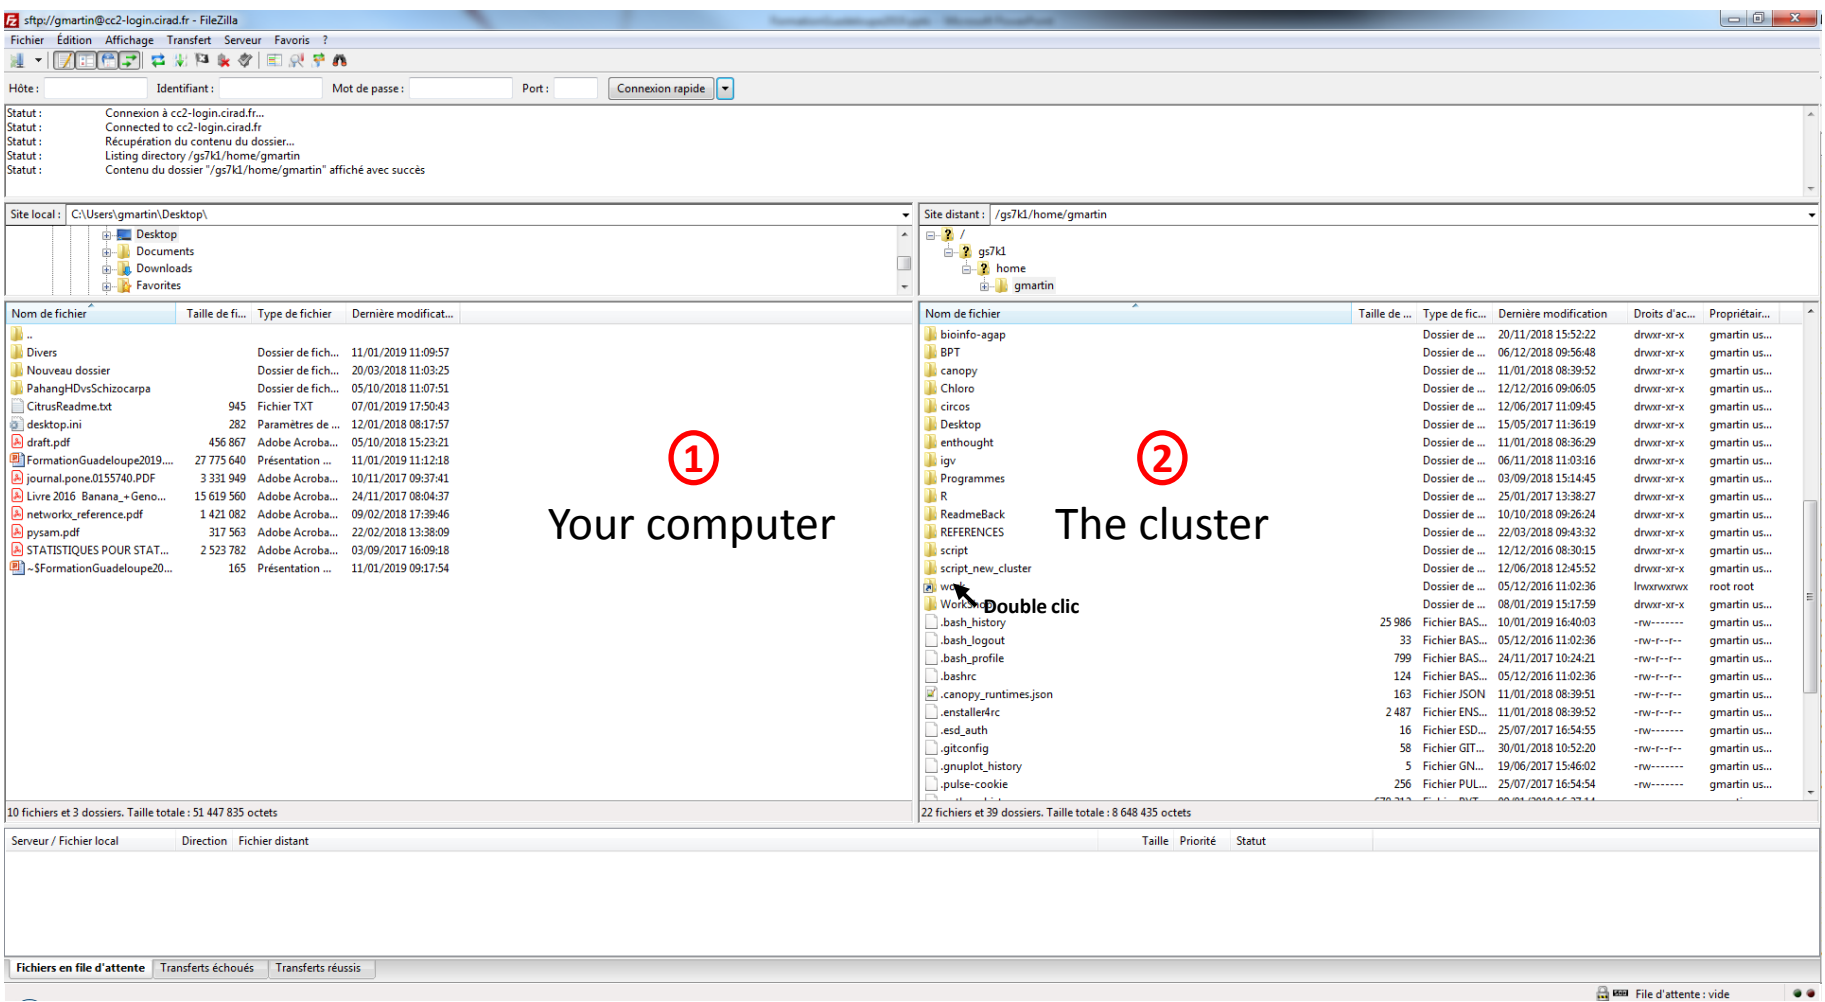 sftp://gmartin@cc2-login.cirad.fr - FileZilla
Fichier Édition Affichage Transfert Serveur Favoris ?
Hôte : Identifiant : Mot de passe : Port : Connexion rapide
Statut : Connexion à cc2-login.cirad.fr...
Statut : Connected to cc2-login.cirad.fr
Statut : Récupération du contenu du dossier...
Statut : Listing directory /gs7k1/home/gmartin
Statut : Contenu du dossier "/gs7k1/home/gmartin" affiché avec succès
Site local : C:\Users\gmartin\Desktop\
Desktop
Documents
Downloads
Favorites
Nom de fichier Taille de fi... Type de fichier Dernière modificat...
..
Divers Dossier de fich... 11/01/2019 11:09:57
Nouveau dossier Dossier de fich... 20/03/2018 11:03:25
PahangHDvsSchizocarpa Dossier de fich... 05/10/2018 11:07:51
CitrusReadme.txt 945 Fichier TXT 07/01/2019 17:50:43
desktop.ini 282 Paramètres de ... 12/01/2018 08:17:57
draft.pdf 456 867 Adobe Acroba... 05/10/2018 15:23:21
FormationGuadeloupe2019.... 27 775 640 Présentation ... 11/01/2019 11:12:18
journal.pone.0155740.PDF 3 331 949 Adobe Acroba... 10/11/2017 09:37:41
Livre 2016 Banana_+Geno... 15 619 560 Adobe Acroba... 24/11/2017 08:04:37
networkx_reference.pdf 1 421 082 Adobe Acroba... 09/02/2018 17:39:46
pysam.pdf 317 563 Adobe Acroba... 22/02/2018 13:38:09
STATISTIQUES POUR STAT... 2 523 782 Adobe Acroba... 03/09/2017 16:09:18
~$FormationGuadeloupe20... 165 Présentation ... 11/01/2019 09:17:54
10 fichiers et 3 dossiers. Taille totale : 51 447 835 octets
1
Your computer
Site distant : /gs7k1/home/gmartin
/
gs7k1
home
gmartin
Nom de fichier Taille de ... Type de fic... Dernière modification Droits d'ac... Propriétair...
bioinfo-agap Dossier de ... 20/11/2018 15:52:22 drwxr-xr-x gmartin us...
BPT Dossier de ... 06/12/2018 09:56:48 drwxr-xr-x gmartin us...
canopy Dossier de ... 11/01/2018 08:39:52 drwxr-xr-x gmartin us...
Chloro Dossier de ... 12/12/2016 09:06:05 drwxr-xr-x gmartin us...
circos Dossier de ... 12/06/2017 11:09:45 drwxr-xr-x gmartin us...
Desktop Dossier de ... 15/05/2017 11:36:19 drwxr-xr-x gmartin us...
enthought Dossier de ... 11/01/2018 08:36:29 drwxr-xr-x gmartin us...
igv Dossier de ... 06/11/2018 11:03:16 drwxr-xr-x gmartin us...
Programmes Dossier de ... 03/09/2018 15:14:45 drwxr-xr-x gmartin us...
R Dossier de ... 25/01/2017 13:38:27 drwxr-xr-x gmartin us...
ReadmeBack Dossier de ... 10/10/2018 09:26:24 drwxr-xr-x gmartin us...
REFERENCES Dossier de ... 22/03/2018 09:43:32 drwxr-xr-x gmartin us...
script Dossier de ... 12/12/2016 08:30:15 drwxr-xr-x gmartin us...
script_new_cluster Dossier de ... 12/06/2018 12:45:52 drwxr-xr-x gmartin us...
work Dossier de ... 05/12/2016 11:02:36 lrwxrwxrwx root root
WorkShop Dossier de ... 08/01/2019 15:17:59 drwxr-xr-x gmartin us...
.bash_history 25 986 Fichier BAS... 10/01/2019 16:40:03 -rw------- gmartin us...
.bash_logout 33 Fichier BAS... 05/12/2016 11:02:36 -rw-r--r-- gmartin us...
.bash_profile 799 Fichier BAS... 24/11/2017 10:24:21 -rw-r--r-- gmartin us...
.bashrc 124 Fichier BAS... 05/12/2016 11:02:36 -rw-r--r-- gmartin us...
.canopy_runtimes.json 163 Fichier JSON 11/01/2018 08:39:51 -rw-r--r-- gmartin us...
.enstaller4rc 2 487 Fichier ENS... 11/01/2018 08:39:52 -rw-r--r-- gmartin us...
.esd_auth 16 Fichier ESD... 25/07/2017 16:54:55 -rw------- gmartin us...
.gitconfig 58 Fichier GIT... 30/01/2018 10:52:20 -rw-r--r-- gmartin us...
.gnuplot_history 5 Fichier GN... 19/06/2017 15:46:02 -rw------- gmartin us...
.pulse-cookie 256 Fichier PUL... 25/07/2017 16:54:54 -rw------- gmartin us...
22 fichiers et 39 dossiers. Taille totale : 8 648 435 octets
2
The cluster
Double clic
Serveur / Fichier local Direction Fichier distant Taille Priorité Statut
Fichiers en file d'attente Transferts échoués Transferts réussis
File d'attente : vide